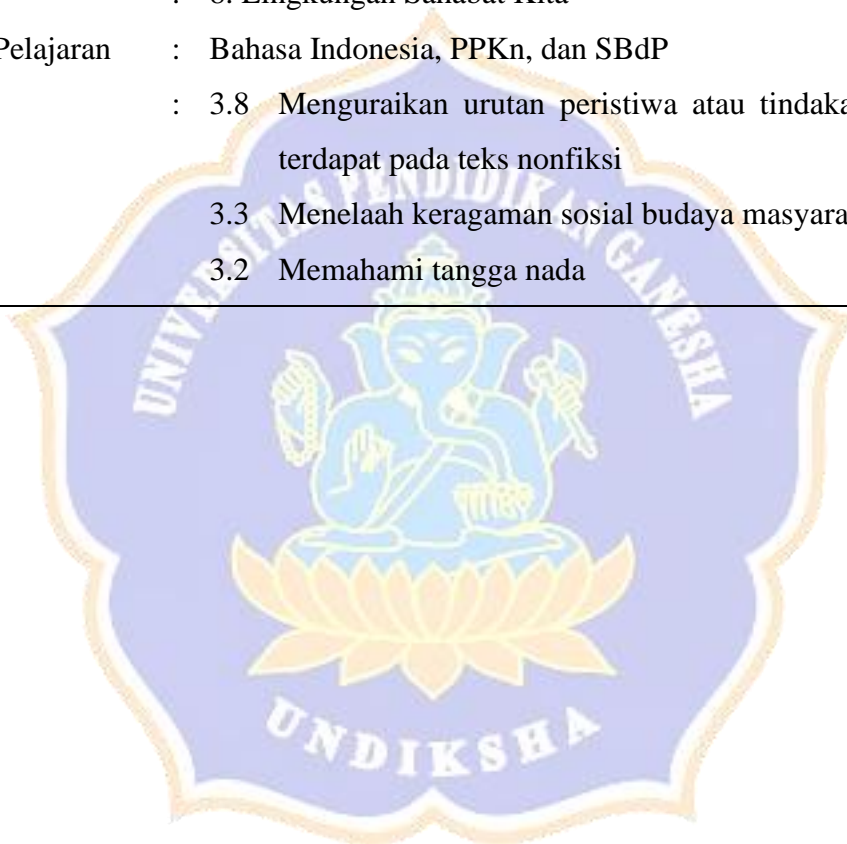 : 8. Lingkungan Sahabat Kita
Pelajaran : Bahasa Indonesia, PPKn, dan SBdP
: 3.8 Menguraikan urutan peristiwa atau tindaka
terdapat pada teks nonfiksi
3.3 Menelaah keragaman sosial budaya masyara
3.2 Memahami tangga nada
UNIVERSITAS PENDIDIKAN GANESHA
UNDIKSHA